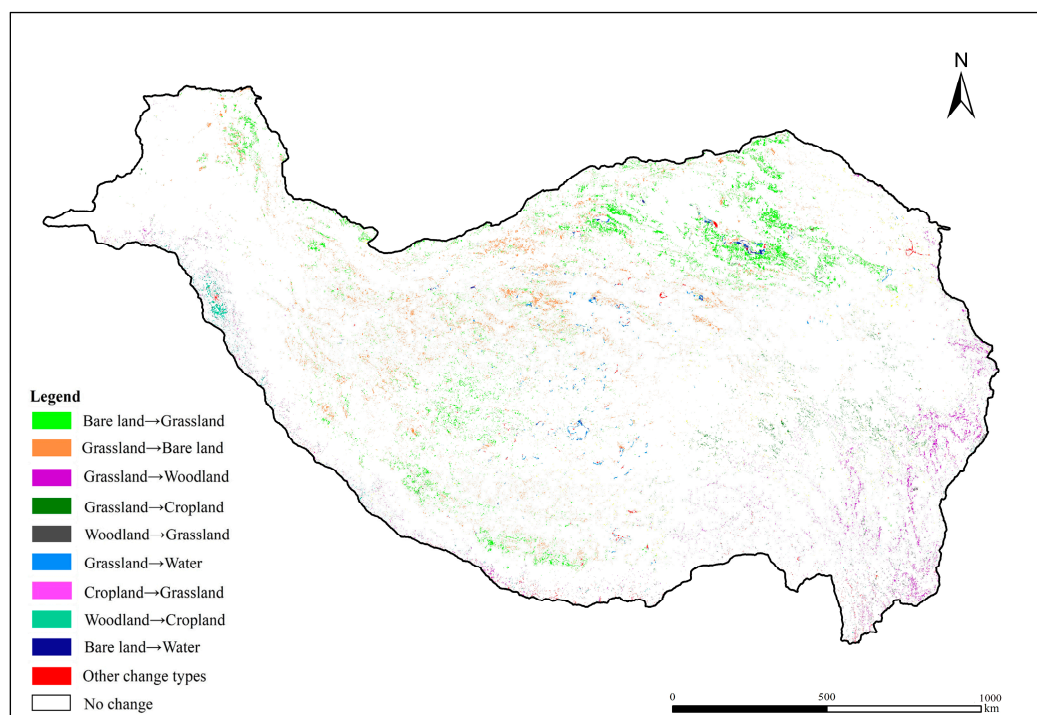 N
Legend
Bare land→Grassland
Grassland→Bare land
Grassland→Woodland
Grassland→Cropland
Woodland→Grassland
Grassland→Water
Cropland→Grassland
Woodland→Cropland
Bare land→Water
Other change types
No change
0 500 1000
km